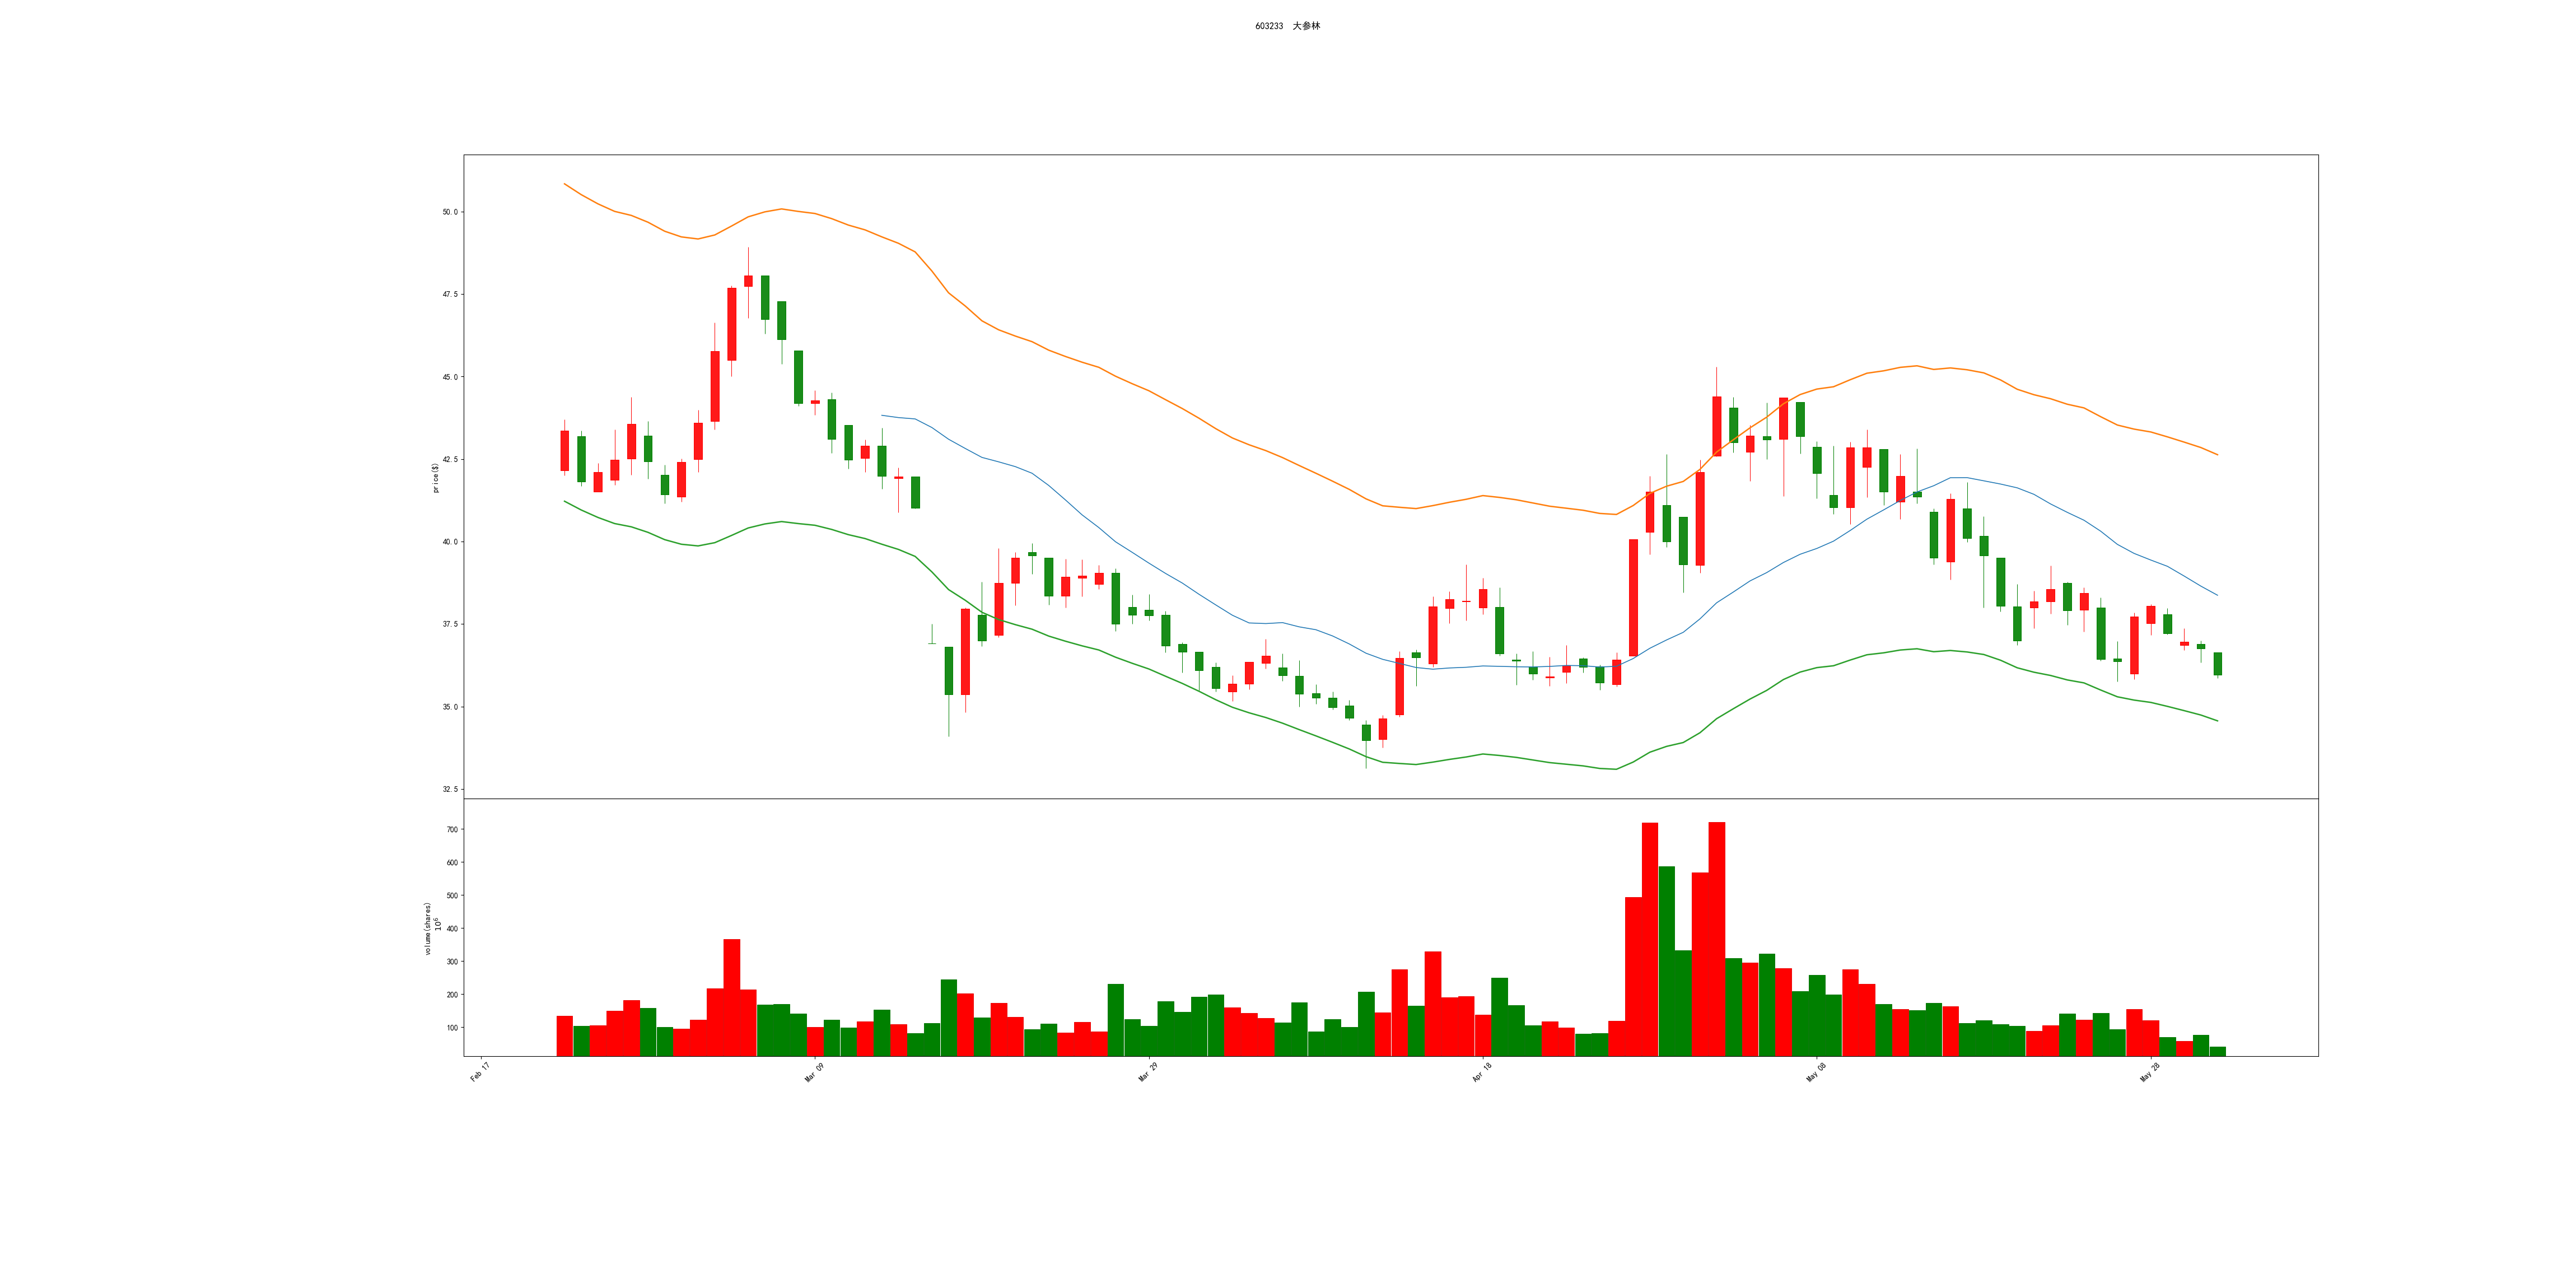 603233 大参林
price($)
50.0
47.5
45.0
42.5
40.0
37.5
35.0
32.5
volume(shares)
10^6
700
600
500
400
300
200
100
Feb 17
Mar 09
Mar 29
Apr 18
May 08
May 28